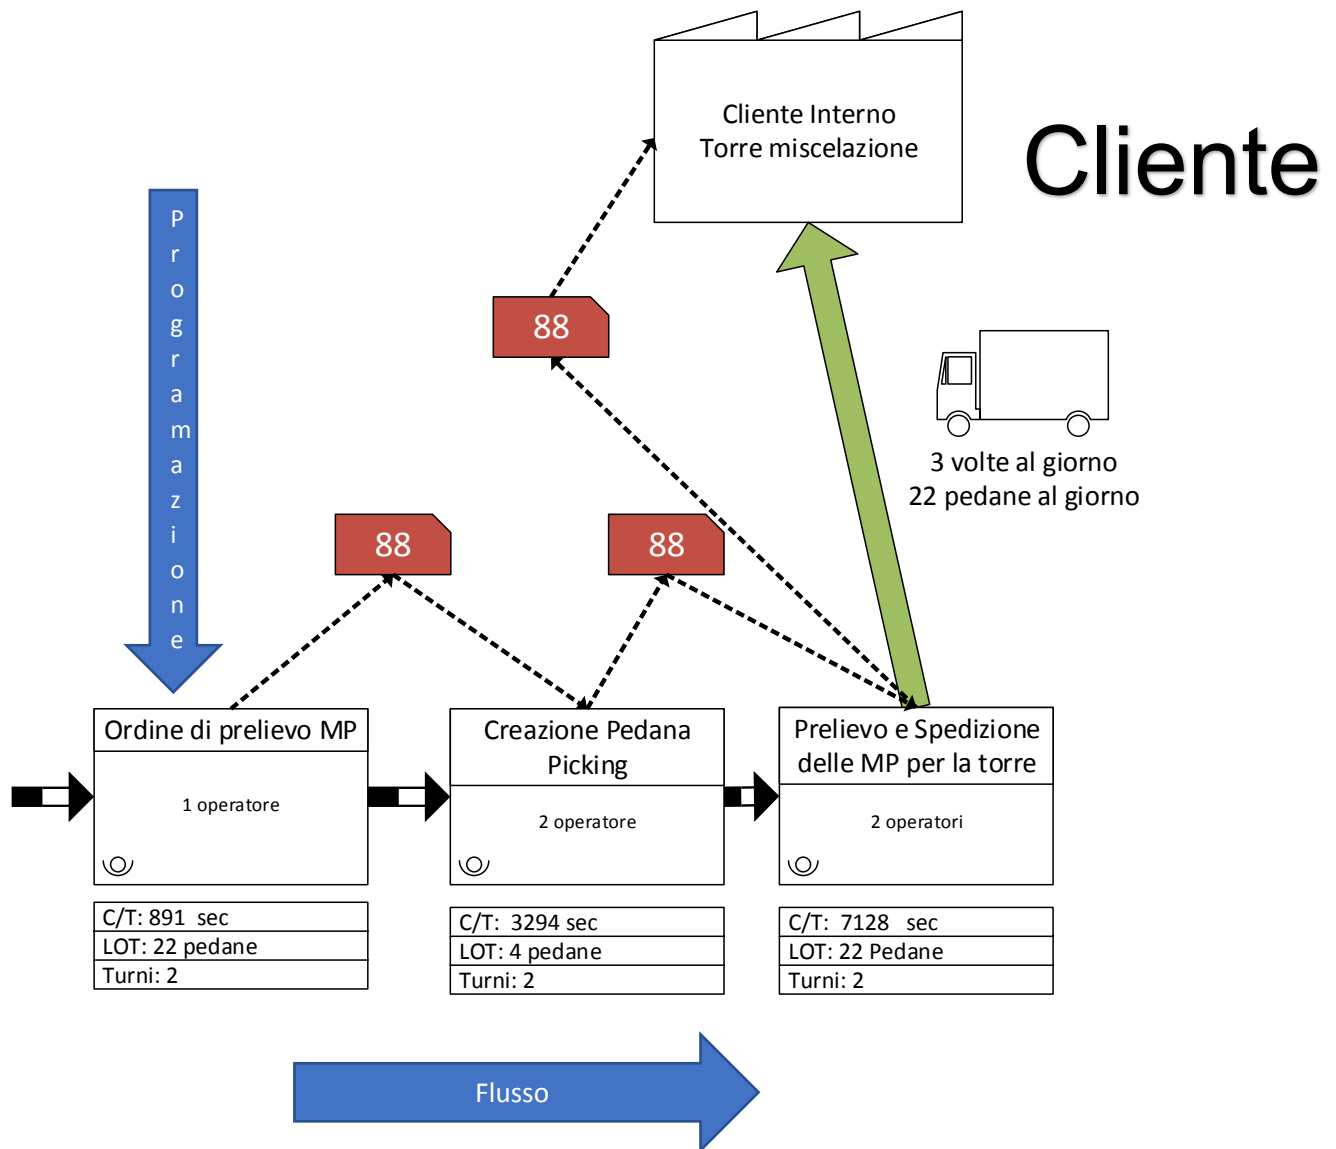 Cliente Interno
Torre miscelazione
Cliente
P
r
o
g
r
a
m
a
z
i
o
n
e
88
3 volte al giorno
22 pedane al giorno
88
88
Ordine di prelievo MP
1 operatore
C/T: 891 sec
LOT: 22 pedane
Turni: 2
Creazione Pedana
Picking
2 operatore
C/T: 3294 sec
LOT: 4 pedane
Turni: 2
Prelievo e Spedizione
delle MP per la torre
2 operatori
C/T: 7128 sec
LOT: 22 Pedane
Turni: 2
Flusso